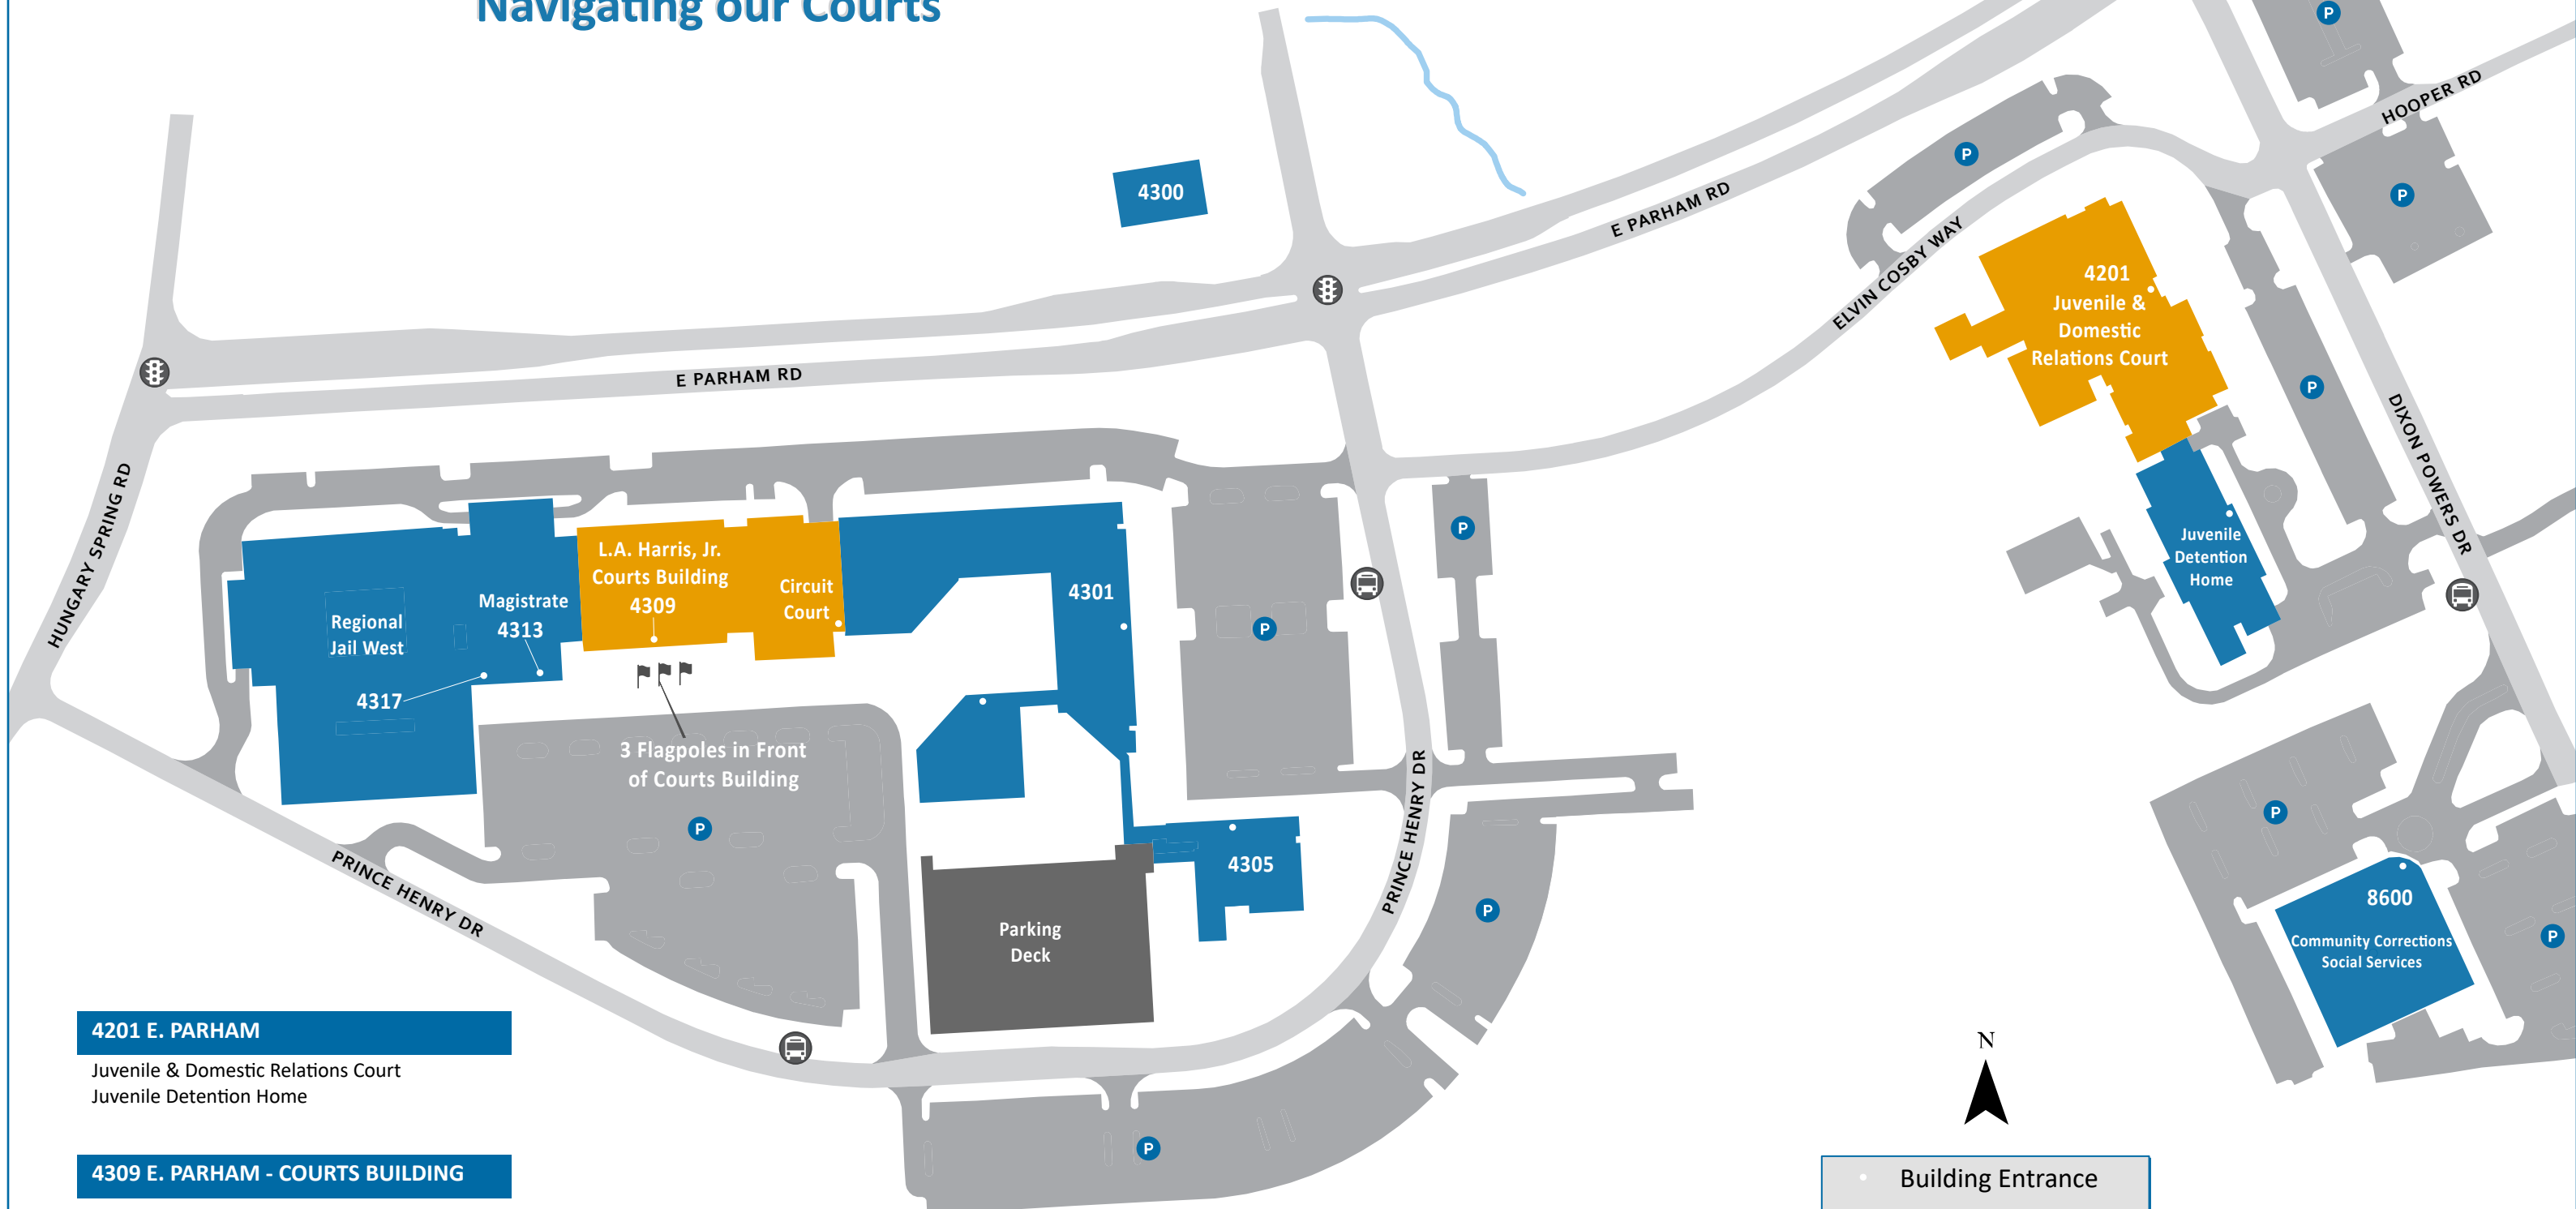 Navigating our Courts
P
HOOPER RD
P
P
4300
E PARHAM RD
ELVIN COSBY WAY
4201
Juvenile &
Domestic
Relations Court
E PARHAM RD
P
DIXON POWERS DR
HUNGARY SPRING RD
L.A. Harris, Jr.
Courts Building
4309
Circuit
Court
4301
P
P
Magistrate
4313
Regional
Jail West
4317
Juvenile
Detention
Home
3 Flagpoles in Front
of Courts Building
P
PRINCE HENRY DR
PRINCE HENRY DR
4305
P
P
8600
Community Corrections
Social Services
P
Parking
Deck
4201 E. PARHAM
Juvenile & Domestic Relations Court
Juvenile Detention Home
N
P
4309 E. PARHAM - COURTS BUILDING
Building Entrance